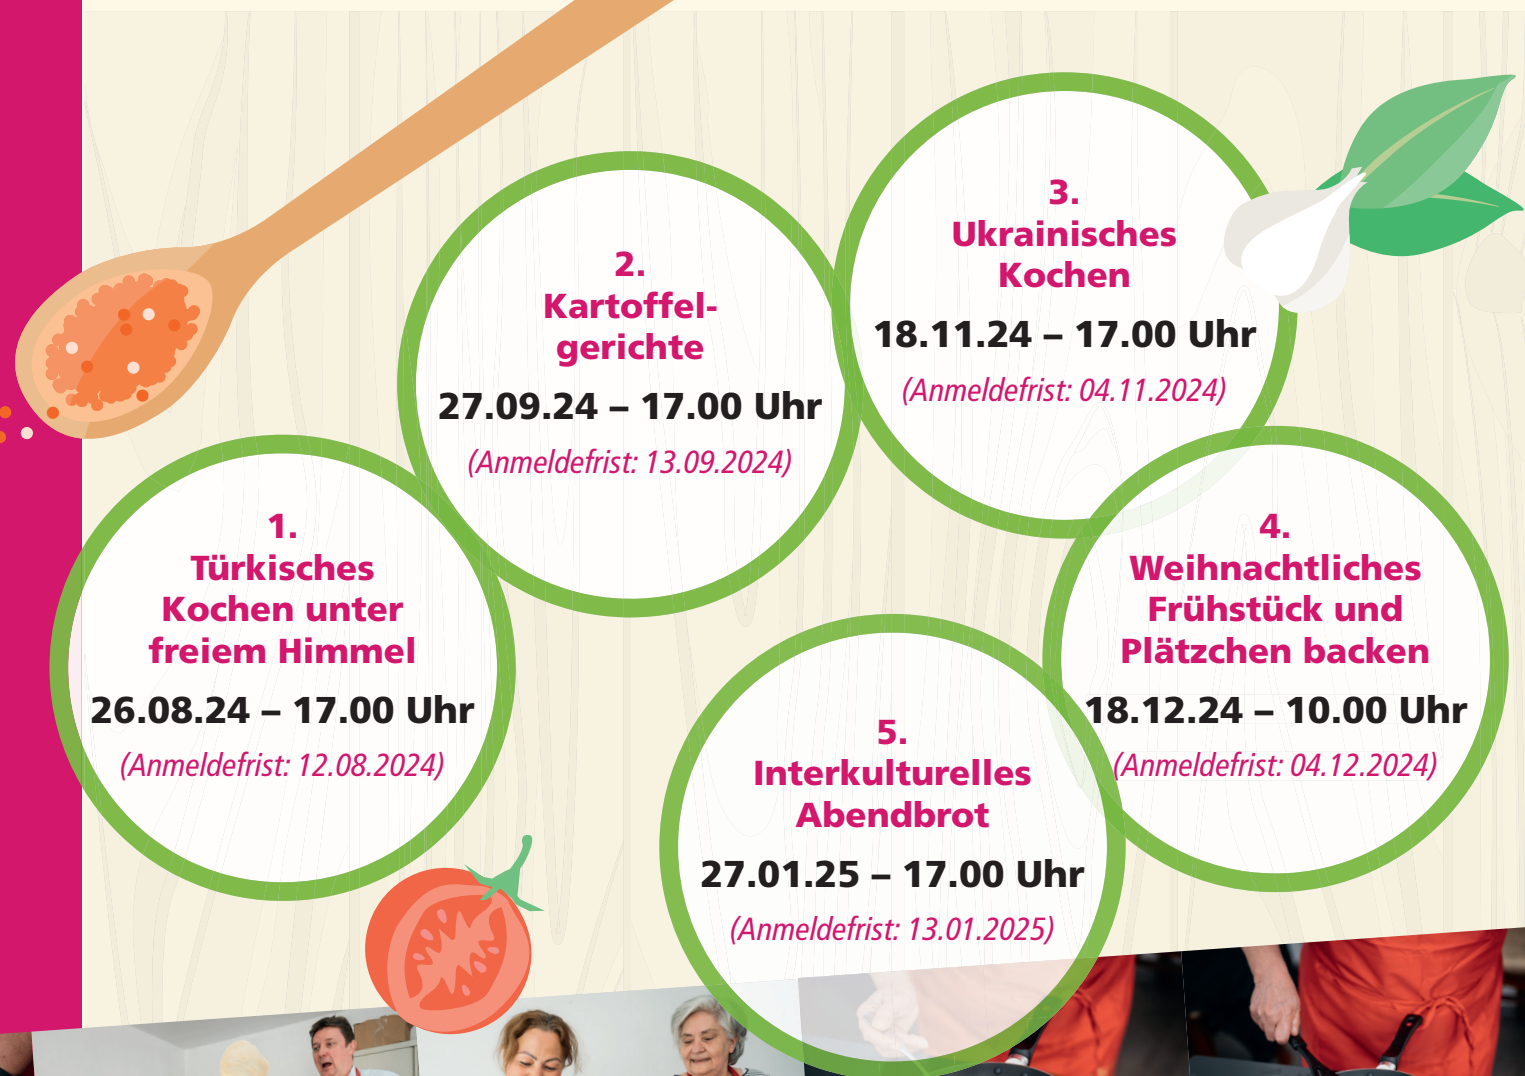 1.
Türkisches
Kochen unter
freiem Himmel
26.08.24 – 17.00 Uhr
(Anmeldefrist: 12.08.2024)
2.
Kartoffel-
gerichte
27.09.24 – 17.00 Uhr
(Anmeldefrist: 13.09.2024)
3.
Ukrainisches
Kochen
18.11.24 – 17.00 Uhr
(Anmeldefrist: 04.11.2024)
4.
Weihnachtliches
Frühstück und
Plätzchen backen
18.12.24 – 10.00 Uhr
(Anmeldefrist: 04.12.2024)
5.
Interkulturelles
Abendbrot
27.01.25 – 17.00 Uhr
(Anmeldefrist: 13.01.2025)